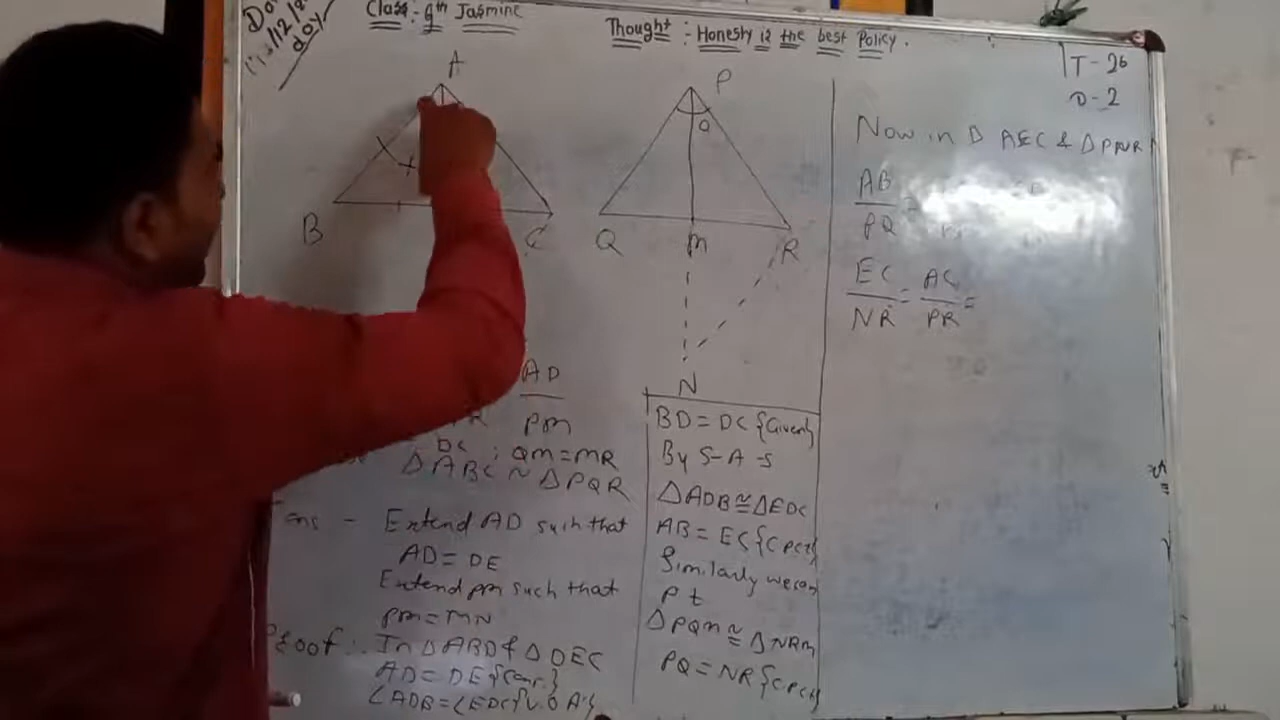 Class :- 9th Jasmine
Thought : Honesty is the best Policy.
T - 26
D - 2
A
B
C
P
Q
M
R
N
AD
PM
DC ; QM = MR
Δ ABC ~ Δ PQR
Cons - Extend AD such that
AD = DE
Extend PM such that
PM = MN
Proof : In Δ ABD & Δ DEC
AD = DE {Con.}
∠ADB = ∠EDC {V.O A's}
BD = DC {Given}
By S-A-S
Δ ADB ≅ Δ EDC
AB = EC {CPCT}
Similarly we can
P t
Δ PQM ≅ Δ NRM
PQ = NR {CPCT}
Now in Δ AEC & Δ PNR
AB
PQ
EC = AC =
NR PR